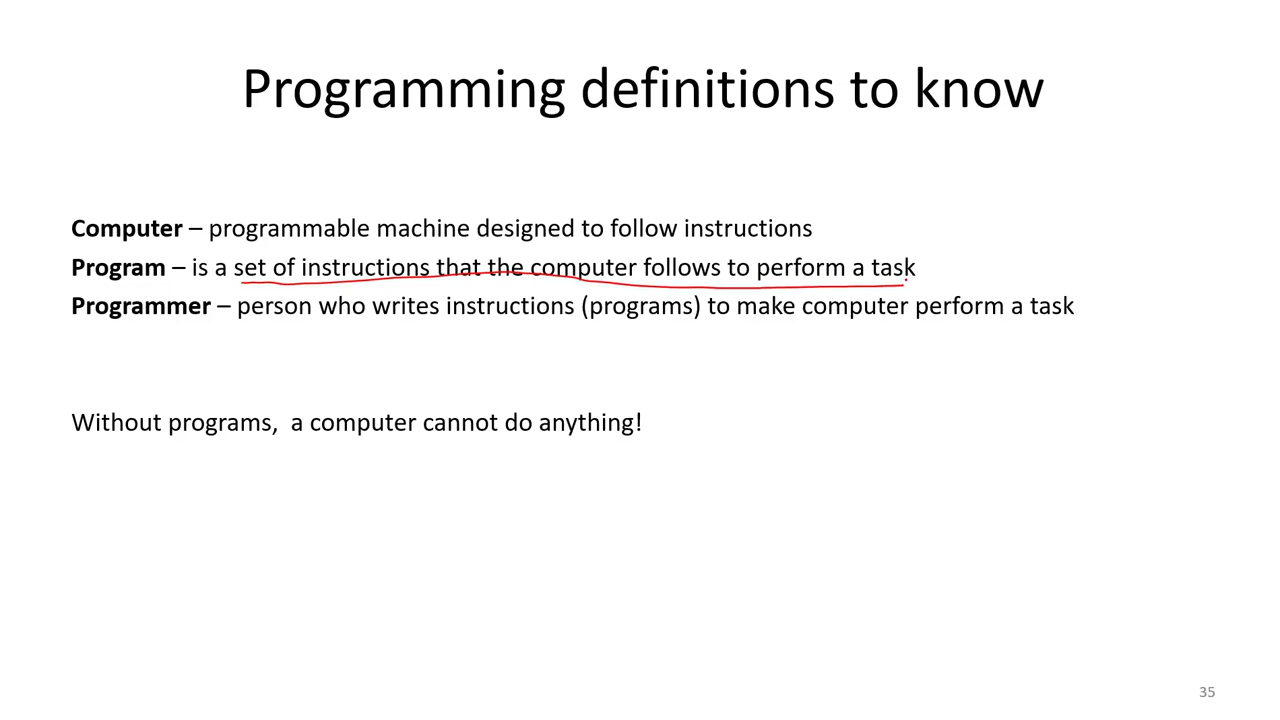 Programming definitions to know
Computer – programmable machine designed to follow instructions
Program – is a set of instructions that the computer follows to perform a task
Programmer – person who writes instructions (programs) to make computer perform a task
Without programs,  a computer cannot do anything!
35